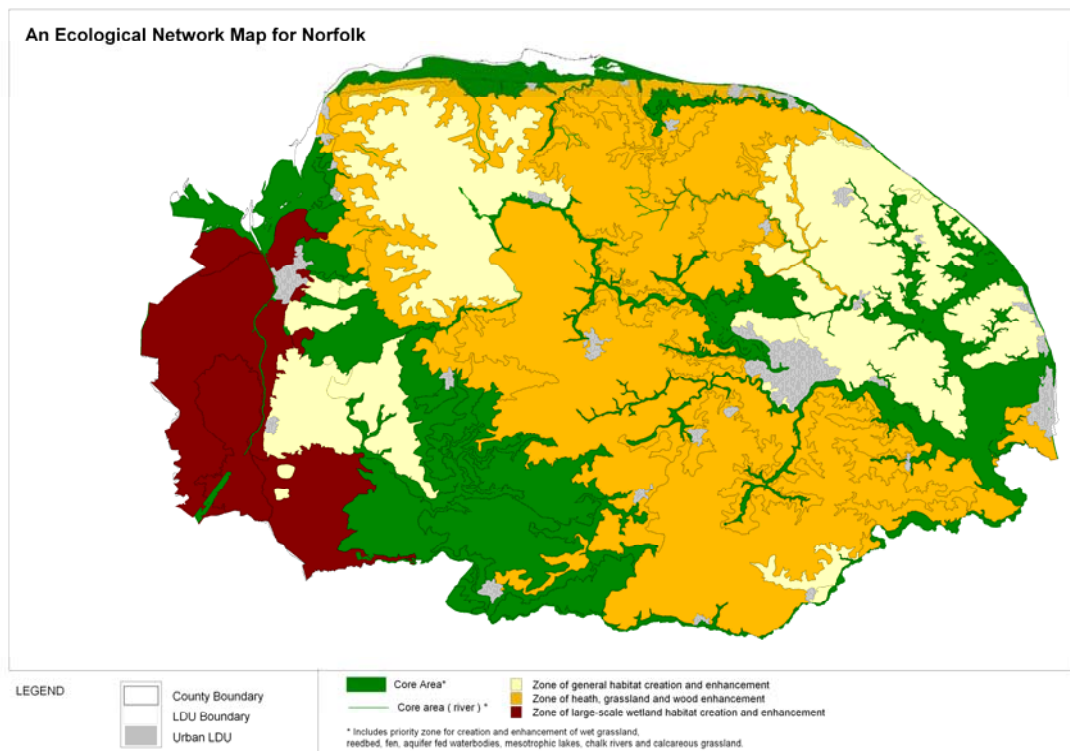 An Ecological Network Map for Norfolk
LEGEND
County Boundary
LDU Boundary
Urban LDU
Core Area*
Core area ( river ) *
Zone of general habitat creation and enhancement
Zone of heath, grassland and wood enhancement
Zone of large-scale wetland habitat creation and enhancement
* Includes priority zone for creation and enhancement of wet grassland,
reedbed, fen, aquifer fed waterbodies, mesotrophic lakes, chalk rivers and calcareous grassland.